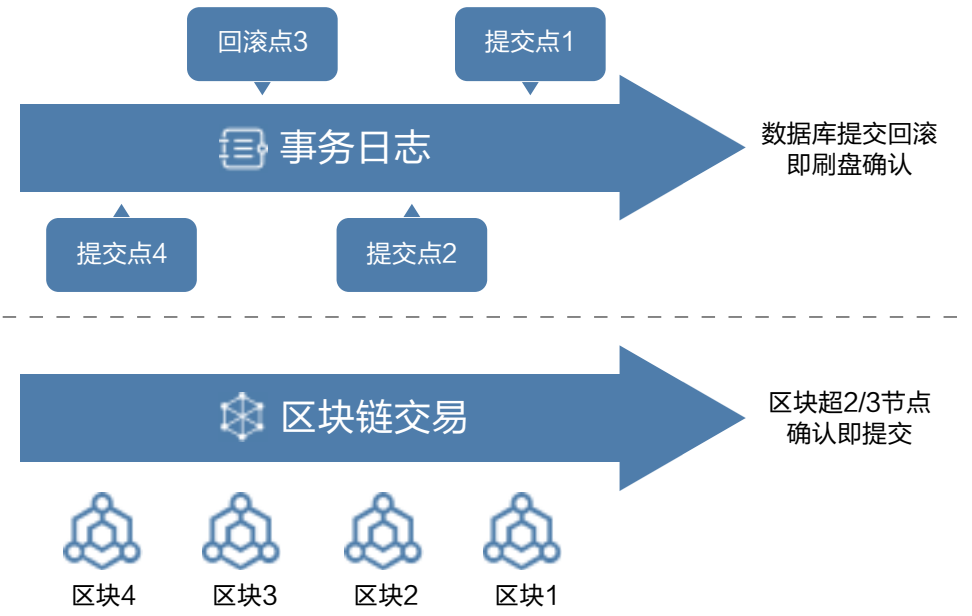 回滚点3
提交点1
事务日志
数据库提交回滚
即刷盘确认
提交点4
提交点2
区块链交易
区块超2/3节点
确认即提交
区块4
区块3
区块2
区块1